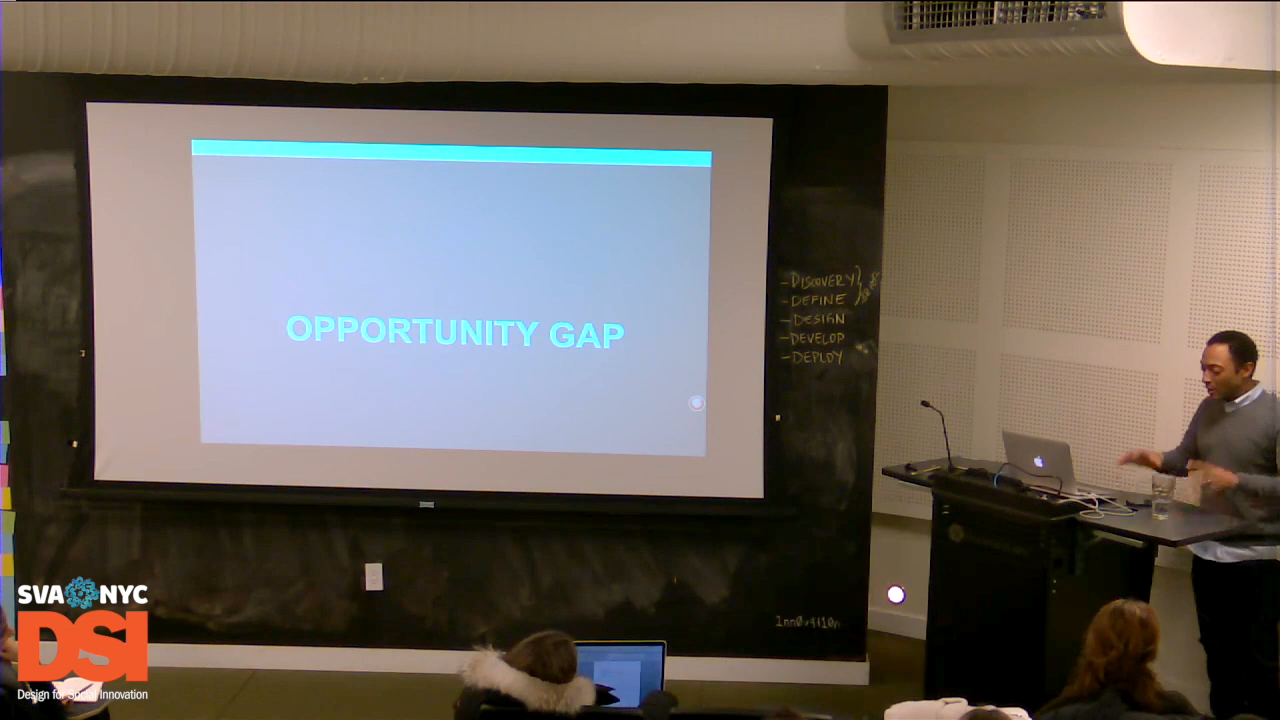 OPPORTUNITY GAP
-DISCOVERY
-DEFINE
-DESIGN
-DEVELOP
-DEPLOY
SVA NYC
DSI
Design for Social Innovation